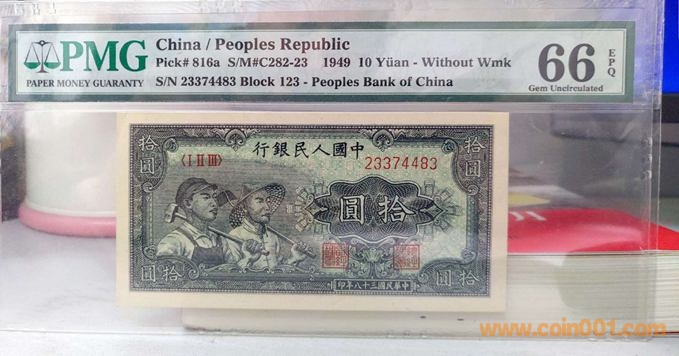 PMG
PAPER MONEY GUARANTY
China / Peoples Republic
Pick# 816a S/M#C282-23 1949 10 Yüan - Without Wmk
S/N 23374483 Block 123 - Peoples Bank of China
66 EPQ
Gem Uncirculated
拾圓
行銀民人國中
拾圓
〈I II III〉
23374483
圓拾
圓拾
圓拾
印年八十三國民華中
www.coin001.com